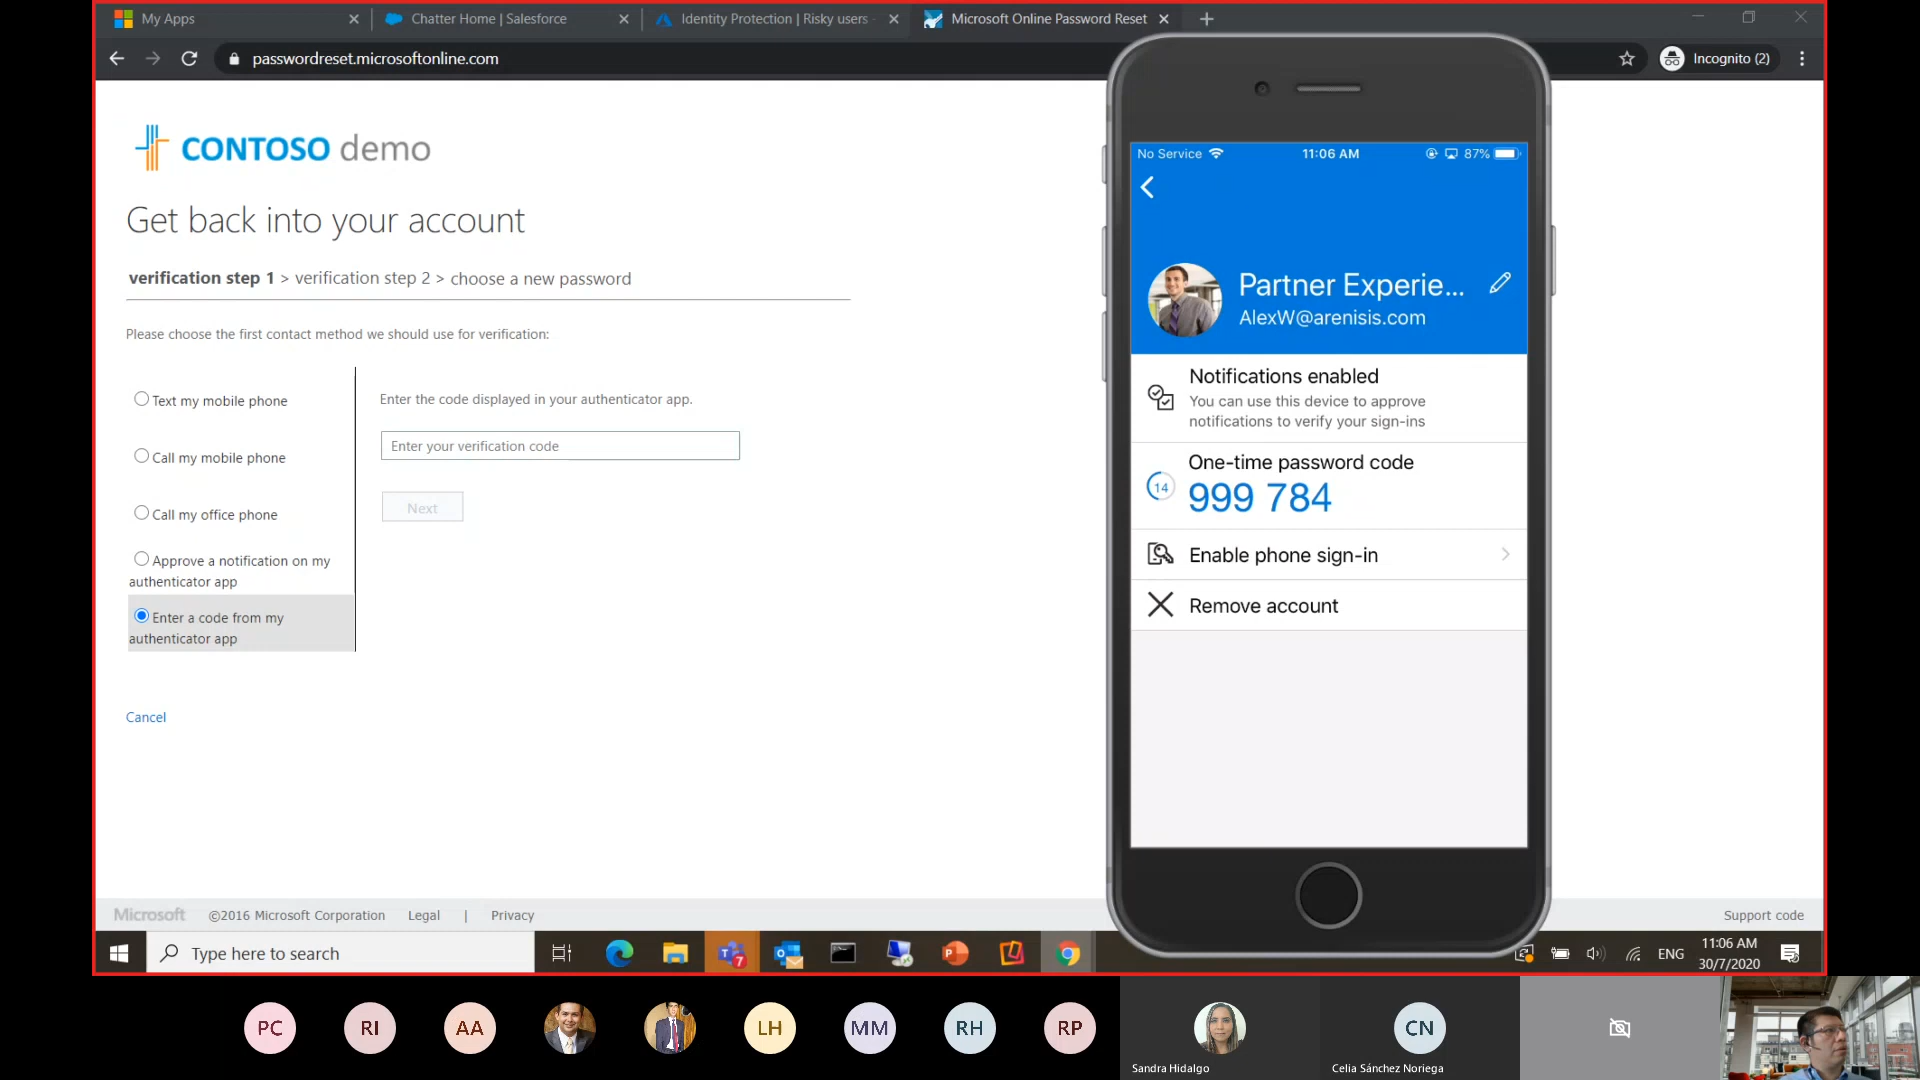 My Apps
Chatter Home | Salesforce
Identity Protection | Risky users -
Microsoft Online Password Reset
passwordreset.microsoftonline.com
Incognito (2)
CONTOSO demo
Get back into your account
verification step 1 > verification step 2 > choose a new password
Please choose the first contact method we should use for verification:
Text my mobile phone
Call my mobile phone
Call my office phone
Approve a notification on my
authenticator app
Enter a code from my
authenticator app
Enter the code displayed in your authenticator app.
Enter your verification code
Next
Cancel
No Service
11:06 AM
87%
Partner Experie...
AlexW@arenisis.com
Notifications enabled
You can use this device to approve
notifications to verify your sign-ins
One-time password code
14
999 784
Enable phone sign-in
Remove account
Microsoft
©2016 Microsoft Corporation
Legal
|
Privacy
Support code
Type here to search
7
ENG
11:06 AM
30/7/2020
PC
RI
AA
LH
MM
RH
RP
Sandra Hidalgo
CN
Celia Sánchez Noriega